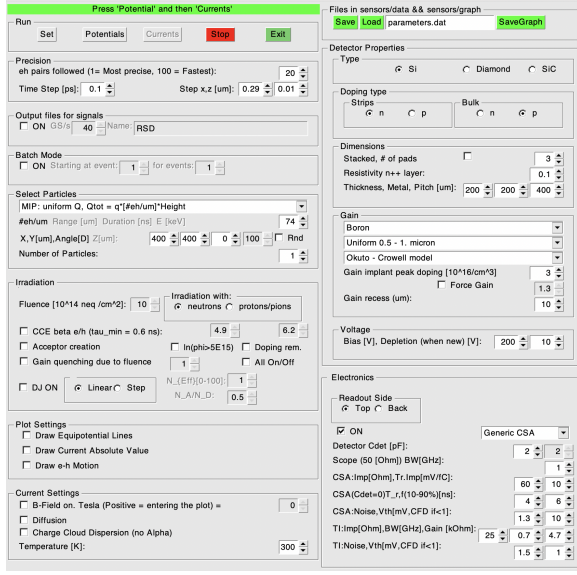 Press 'Potential' and then 'Currents'
Run
Set Potentials Currents Stop Exit
Precision
eh pairs followed (1= Most precise, 100 = Fastest): 20
Time Step [ps]: 0.1 Step x,z [um]: 0.29 0.01
Output files for signals
ON GS/s 40 Name: RSD
Batch Mode
ON Starting at event: 1 for events: 1
Select Particles
MIP: uniform Q, Qtot = q*[#eh/um]*Height
#eh/um Range [um] Duration [ns] E [keV] 74
X,Y[um],Angle[D] Z[um]: 400 400 0 100 Rnd
Number of Particles: 1
Irradiation
Fluence [10^14 neq /cm^2]: 10
Irradiation with:
neutrons protons/pions
CCE beta e/h (tau_min = 0.6 ns): 4.9 6.2
Acceptor creation ln(phi>5E15) Doping rem.
Gain quenching due to fluence 1 All On/Off
DJ ON Linear Step
N_{Eff}[0-100]: 1
N_A/N_D: 0.5
Plot Settings
Draw Equipotential Lines
Draw Current Absolute Value
Draw e-h Motion
Current Settings
B-Field on. Tesla (Positive = entering the plot) = 0
Diffusion
Charge Cloud Dispersion (no Alpha)
Temperature [K]: 300
Files in sensors/data && sensors/graph
Save Load parameters.dat SaveGraph
Detector Properties
Type
Si Diamond SiC
Doping type
Strips
n p
Bulk
n p
Dimensions
Stacked, # of pads 3
Resistivity n++ layer: 0.1
Thickness, Metal, Pitch [um]: 200 200 400
Gain
Boron
Uniform 0.5 - 1. micron
Okuto - Crowell model
Gain implant peak doping [10^16/cm^3] 3
Force Gain 1.3
Gain recess (um): 10
Voltage
Bias [V], Depletion (when new) [V]: 200 10
Electronics
Readout Side
Top Back
ON Generic CSA
Detector Cdet [pF]: 2 2
Scope (50 [Ohm]) BW[GHz]: 1
CSA:Imp[Ohm],Tr.Imp[mV/fC]: 60 10
CSA(Cdet=0)T_r,f(10-90%)[ns]: 4 6
CSA:Noise,Vth[mV,CFD if<1]: 1.3 10
TI:Imp[Ohm],BW[GHz],Gain [kOhm]: 25 0.7 4.7
TI:Noise,Vth[mV,CFD if<1]: 1.5 1